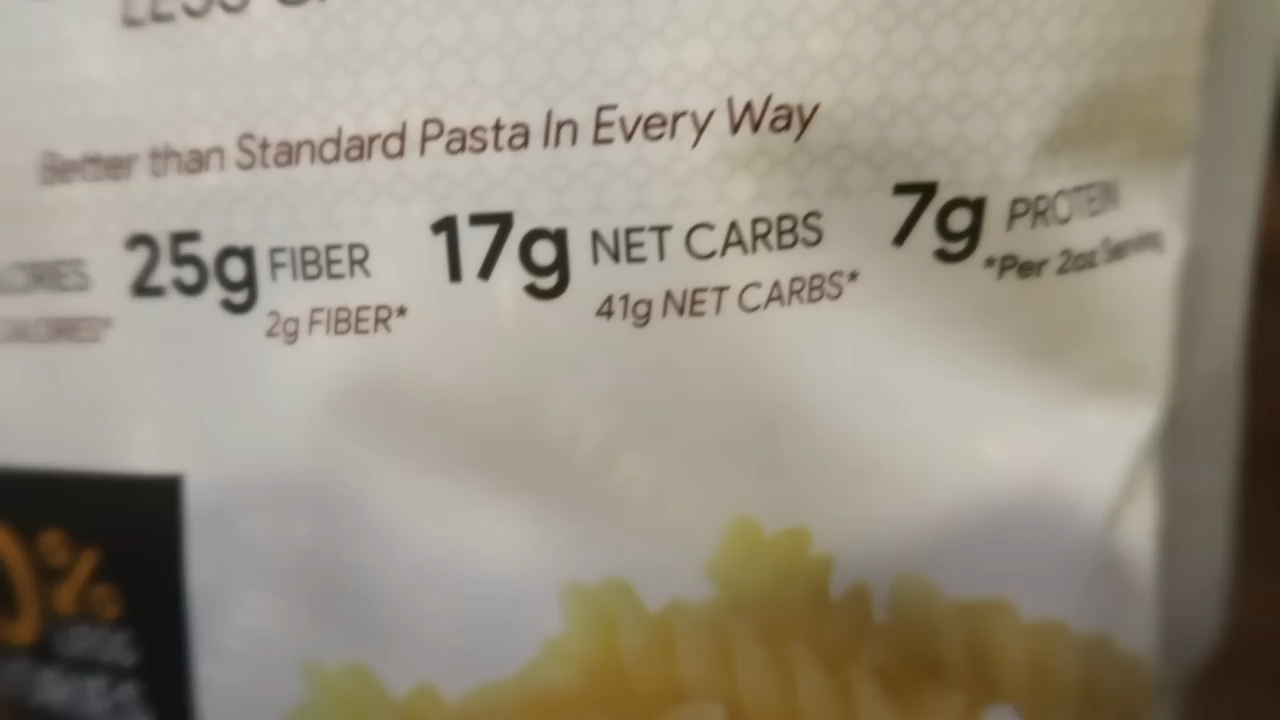 Better than Standard Pasta In Every Way
25g FIBER 17g NET CARBS 7g PROTEIN
2g FIBER* 41g NET CARBS* *Per 2oz Serving
%